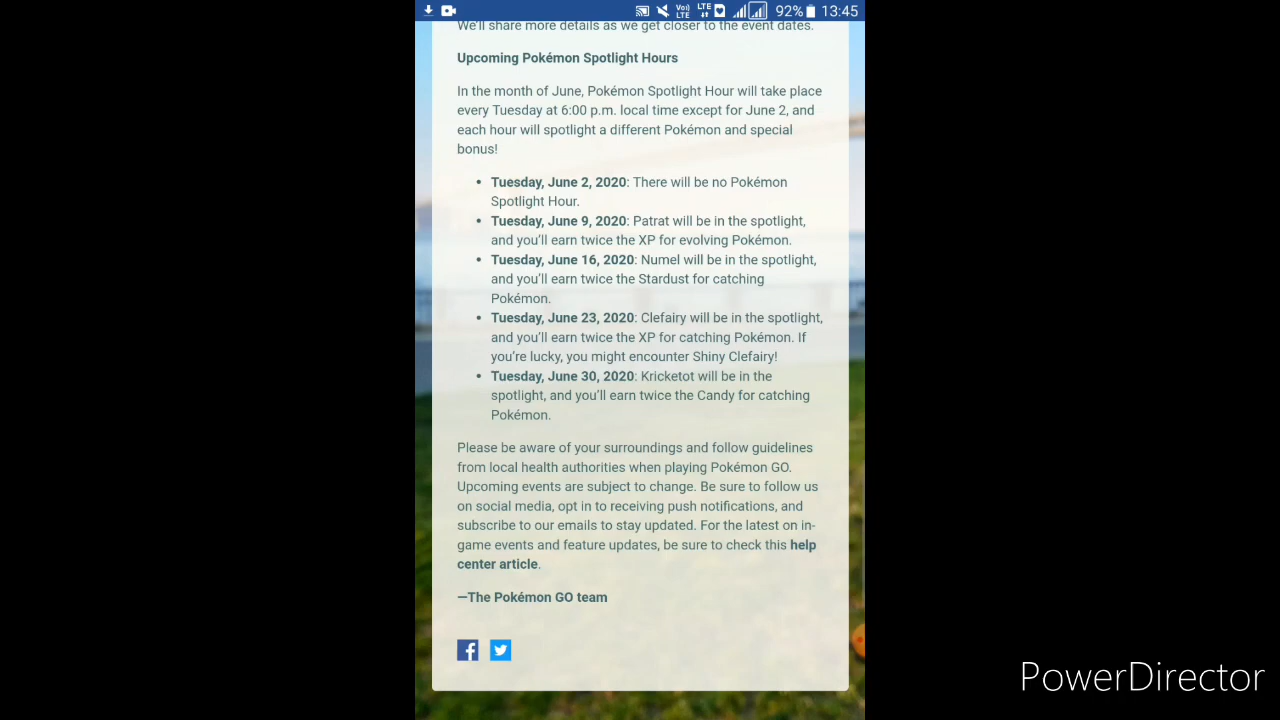 Voi) LTE LTE 92% 13:45
We'll share more details as we get closer to the event dates.
Upcoming Pokémon Spotlight Hours
In the month of June, Pokémon Spotlight Hour will take place
every Tuesday at 6:00 p.m. local time except for June 2, and
each hour will spotlight a different Pokémon and special
bonus!
• Tuesday, June 2, 2020: There will be no Pokémon
Spotlight Hour.
• Tuesday, June 9, 2020: Patrat will be in the spotlight,
and you'll earn twice the XP for evolving Pokémon.
• Tuesday, June 16, 2020: Numel will be in the spotlight,
and you'll earn twice the Stardust for catching
Pokémon.
• Tuesday, June 23, 2020: Clefairy will be in the spotlight,
and you'll earn twice the XP for catching Pokémon. If
you're lucky, you might encounter Shiny Clefairy!
• Tuesday, June 30, 2020: Kricketot will be in the
spotlight, and you'll earn twice the Candy for catching
Pokémon.
Please be aware of your surroundings and follow guidelines
from local health authorities when playing Pokémon GO.
Upcoming events are subject to change. Be sure to follow us
on social media, opt in to receiving push notifications, and
subscribe to our emails to stay updated. For the latest on in-
game events and feature updates, be sure to check this help
center article.
—The Pokémon GO team
PowerDirector